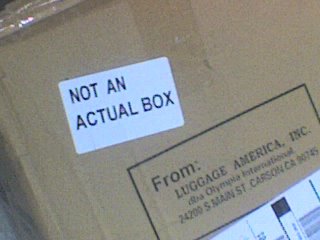 NOT AN
ACTUAL BOX
From:
LUGGAGE AMERICA, INC.
dba Olympia International
24200 S.MAIN ST. CARSON,CA 90745